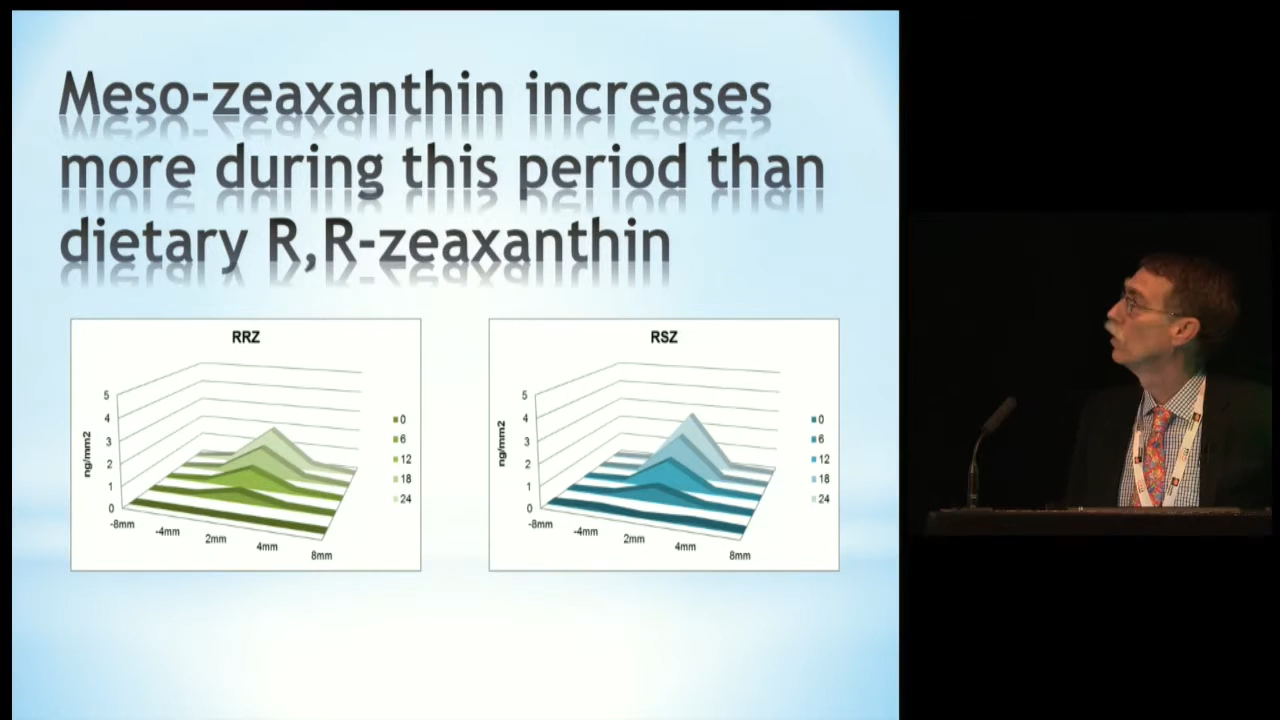 Meso-zeaxanthin increases
more during this period than
dietary R,R-zeaxanthin
RRZ
5
4
3
2
1
0
ng/mm2
-8mm
-4mm
2mm
4mm
8mm
0
6
12
18
24
RSZ
5
4
3
2
1
0
ng/mm2
-8mm
-4mm
2mm
4mm
8mm
0
6
12
18
24